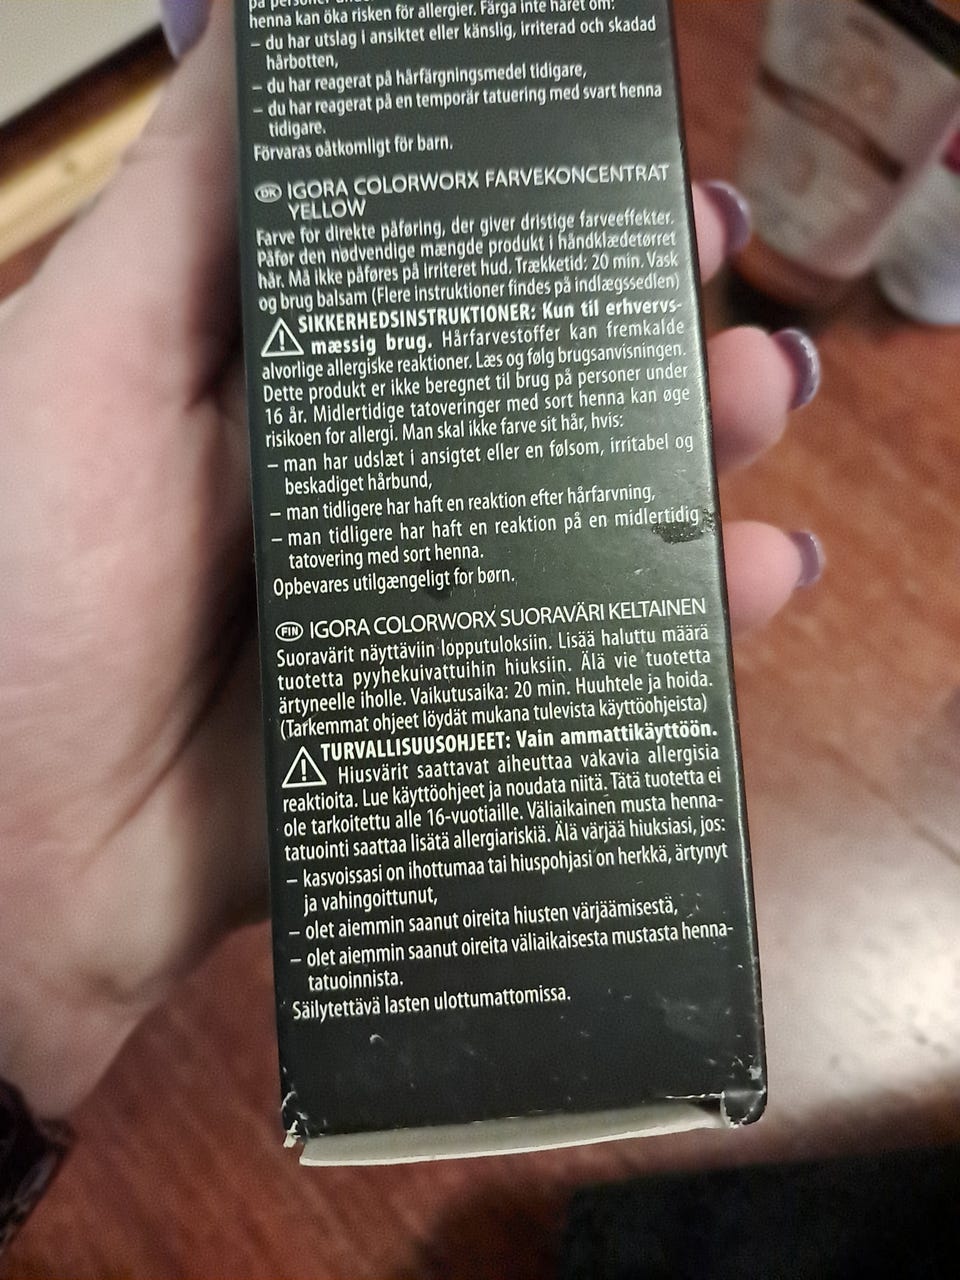 på personer under
henna kan öka risken för allergier. Färga inte håret om:
– du har utslag i ansiktet eller känslig, irriterad och skadad
hårbotten,
– du har reagerat på hårfärgningsmedel tidigare,
– du har reagerat på en temporär tatuering med svart henna
tidigare.
Förvaras oåtkomligt för barn.
DK IGORA COLORWORX FARVEKONCENTRAT
YELLOW
Farve for direkte påføring, der giver dristige farveeffekter.
Påfør den nødvendige mængde produkt i håndklædetørret
hår. Må ikke påføres på irriteret hud. Trækketid: 20 min. Vask
og brug balsam (Flere instruktioner findes på indlægssedlen)
SIKKERHEDSINSTRUKTIONER: Kun til erhvervs-
mæssig brug. Hårfarvestoffer kan fremkalde
alvorlige allergiske reaktioner. Læs og følg brugsanvisningen.
Dette produkt er ikke beregnet til brug på personer under
16 år. Midlertidige tatoveringer med sort henna kan øge
risikoen for allergi. Man skal ikke farve sit hår, hvis:
– man har udslæt i ansigtet eller en følsom, irritabel og
beskadiget hårbund,
– man tidligere har haft en reaktion efter hårfarvning,
– man tidligere har haft en reaktion på en midlertidig
tatovering med sort henna.
Opbevares utilgængeligt for børn.
FIN IGORA COLORWORX SUORAVÄRI KELTAINEN
Suoravärit näyttäviin lopputuloksiin. Lisää haluttu määrä
tuotetta pyyhekuivattuihin hiuksiin. Älä vie tuotetta
ärtyneelle iholle. Vaikutusaika: 20 min. Huuhtele ja hoida.
(Tarkemmat ohjeet löydät mukana tulevista käyttöohjeista)
TURVALLISUUSOHJEET: Vain ammattikäyttöön.
Hiusvärit saattavat aiheuttaa vakavia allergisia
reaktioita. Lue käyttöohjeet ja noudata niitä. Tätä tuotetta ei
ole tarkoitettu alle 16-vuotiaille. Väliaikainen musta henna-
tatuointi saattaa lisätä allergiariskiä. Älä värjää hiuksiasi, jos:
– kasvoissasi on ihottumaa tai hiuspohjasi on herkkä, ärtynyt
ja vahingoittunut,
– olet aiemmin saanut oireita hiusten värjäämisestä,
– olet aiemmin saanut oireita väliaikaisesta mustasta henna-
tatuoinnista.
Säilytettävä lasten ulottumattomissa.